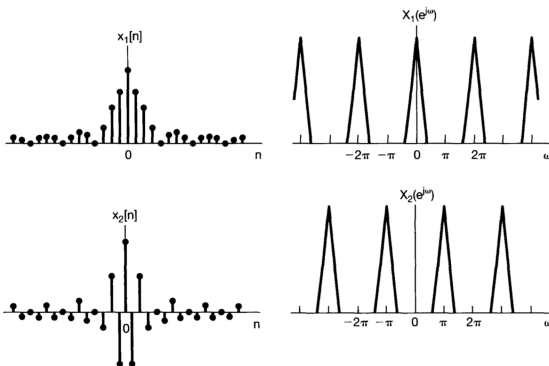 x₁[n]
0
n
X₁(e^{jω})
−2π −π 0 π 2π ω
x₂[n]
0
n
X₂(e^{jω})
−2π −π 0 π 2π ω